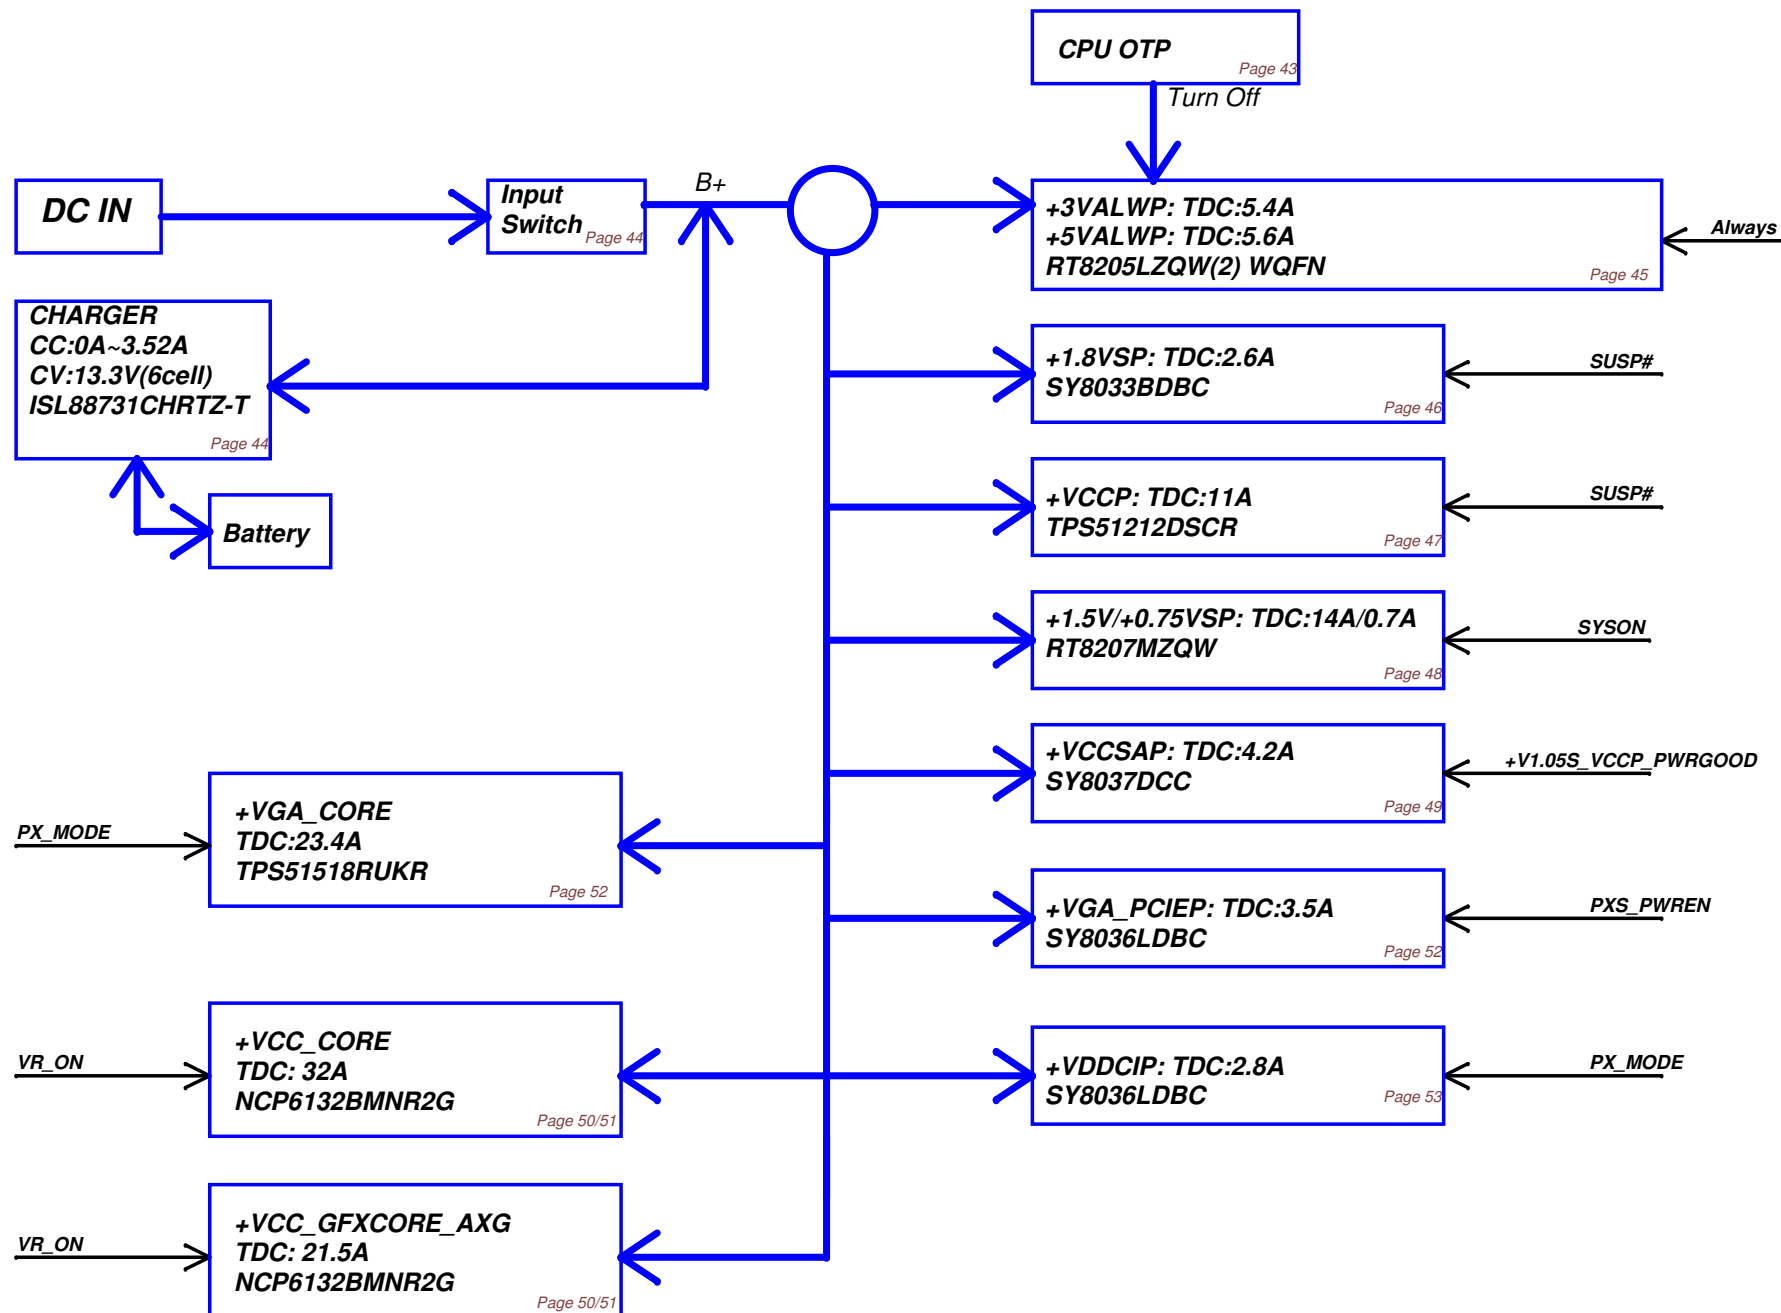 CPU OTP
Page 43
Turn Off
DC IN
Input
Switch
Page 44
B+
+3VALWP: TDC:5.4A
+5VALWP: TDC:5.6A
RT8205LZQW(2) WQFN
Page 45
Always
CHARGER
CC:0A~3.52A
CV:13.3V(6cell)
ISL88731CHRTZ-T
Page 44
Battery
+1.8VSP: TDC:2.6A
SY8033BDBC
Page 46
SUSP#
+VCCP: TDC:11A
TPS51212DSCR
Page 47
SUSP#
+1.5V/+0.75VSP: TDC:14A/0.7A
RT8207MZQW
Page 48
SYSON
+VCCSAP: TDC:4.2A
SY8037DCC
Page 49
+V1.05S_VCCP_PWRGOOD
PX_MODE
+VGA_CORE
TDC:23.4A
TPS51518RUKR
Page 52
+VGA_PCIEP: TDC:3.5A
SY8036LDBC
Page 52
PXS_PWREN
VR_ON
+VCC_CORE
TDC: 32A
NCP6132BMNR2G
Page 50/51
+VDDCIP: TDC:2.8A
SY8036LDBC
Page 53
PX_MODE
VR_ON
+VCC_GFXCORE_AXG
TDC: 21.5A
NCP6132BMNR2G
Page 50/51